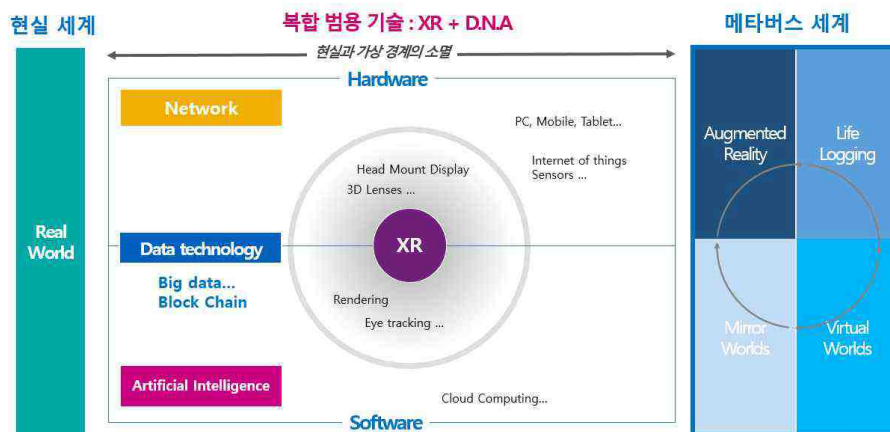 현실 세계
복합 범용 기술 : XR + D.N.A
메타버스 세계
현실과 가상 경계의 소멸
Hardware
Network
PC, Mobile, Tablet...
Internet of things
Sensors ...
Head Mount Display
3D Lenses ...
Real
World
Data technology
XR
Big data...
Block Chain
Rendering
Eye tracking ...
Artificial Intelligence
Cloud Computing...
Software
Augmented
Reality
Life
Logging
Mirror
Worlds
Virtual
Worlds